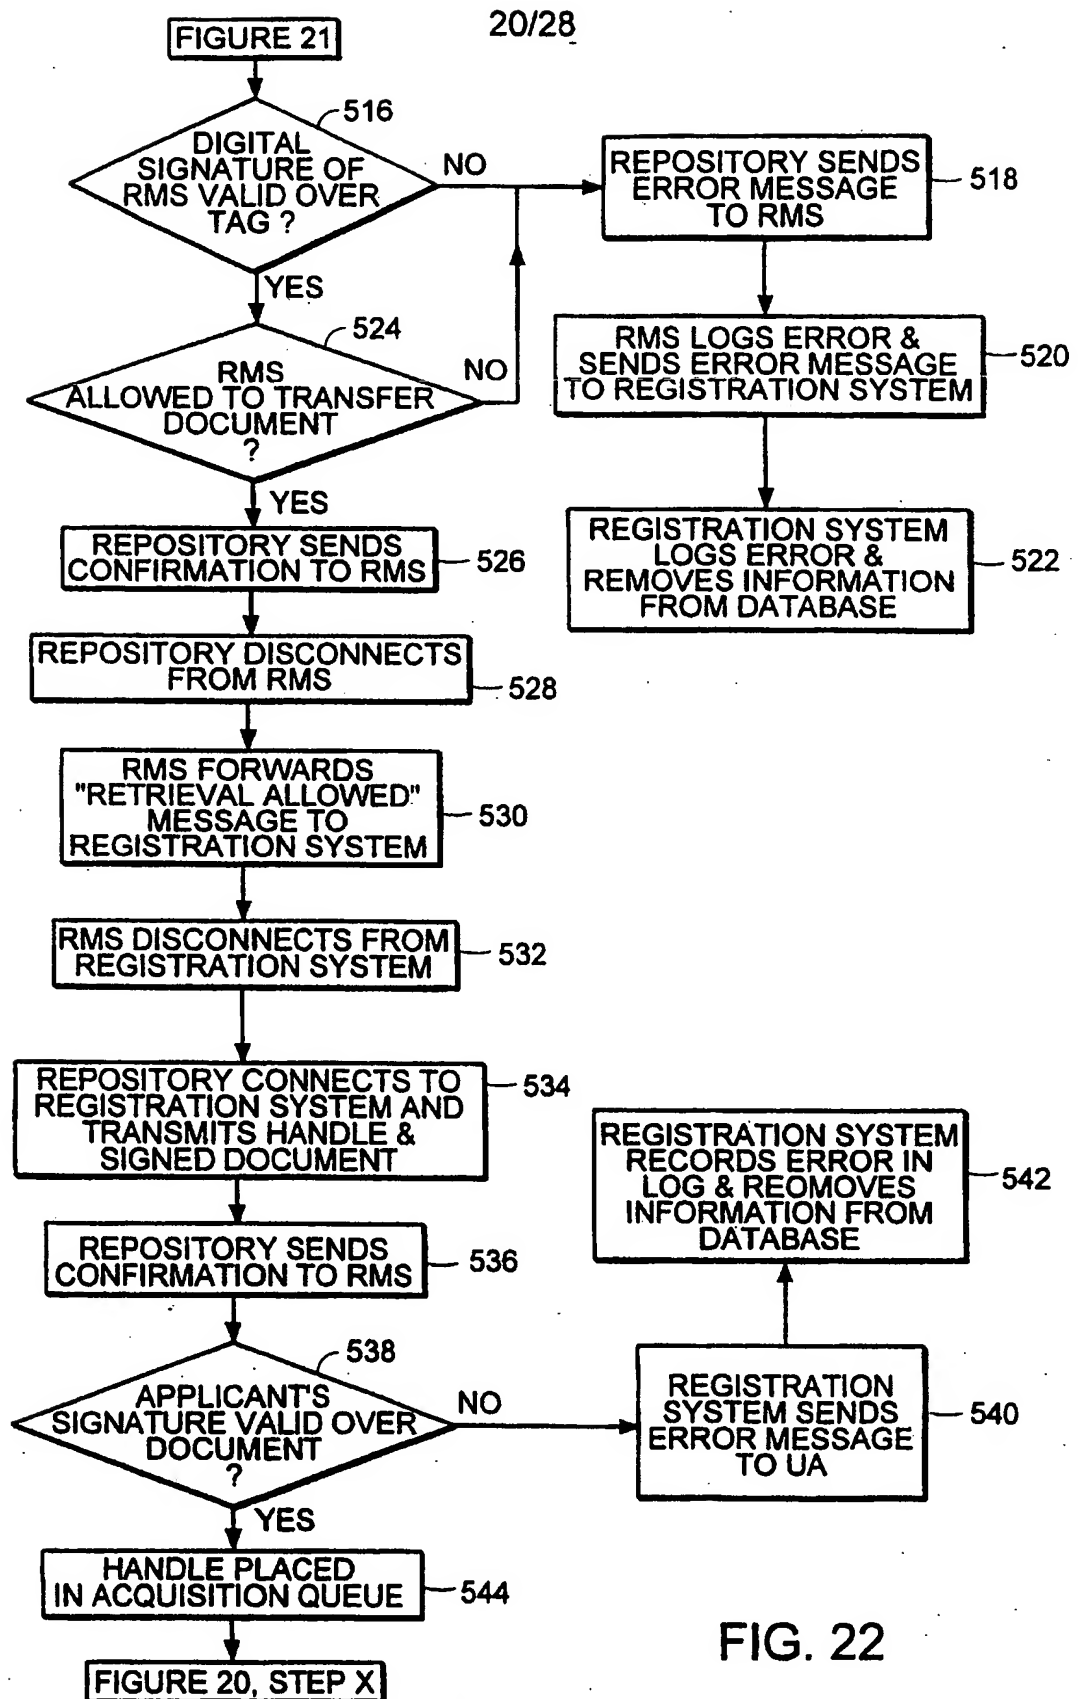 20/28
FIGURE 21
516
DIGITAL
SIGNATURE OF
RMS VALID OVER
TAG ?
NO
YES
REPOSITORY SENDS
ERROR MESSAGE
TO RMS
518
524
RMS
ALLOWED TO TRANSFER
DOCUMENT
?
NO
YES
RMS LOGS ERROR &
SENDS ERROR MESSAGE
TO REGISTRATION SYSTEM
520
REPOSITORY SENDS
CONFIRMATION TO RMS
526
REGISTRATION SYSTEM
LOGS ERROR &
REMOVES INFORMATION
FROM DATABASE
522
REPOSITORY DISCONNECTS
FROM RMS
528
RMS FORWARDS
"RETRIEVAL ALLOWED"
MESSAGE TO
REGISTRATION SYSTEM
530
RMS DISCONNECTS FROM
REGISTRATION SYSTEM
532
REPOSITORY CONNECTS TO
REGISTRATION SYSTEM AND
TRANSMITS HANDLE &
SIGNED DOCUMENT
534
REPOSITORY SENDS
CONFIRMATION TO RMS
536
538
APPLICANT'S
SIGNATURE VALID OVER
DOCUMENT
?
NO
YES
REGISTRATION
SYSTEM SENDS
ERROR MESSAGE
TO UA
540
REGISTRATION SYSTEM
RECORDS ERROR IN
LOG & REOMOVES
INFORMATION FROM
DATABASE
542
HANDLE PLACED
IN ACQUISITION QUEUE
544
FIGURE 20, STEP X
FIG. 22